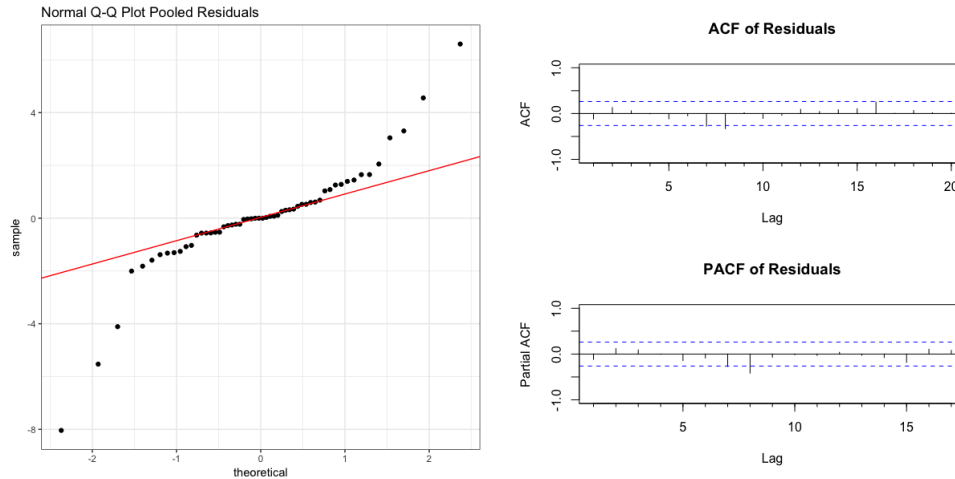 Normal Q-Q Plot Pooled Residuals
sample
4
0
-4
-8
-2
-1
0
1
2
theoretical
ACF of Residuals
ACF
1.0
0.0
-1.0
5
10
15
20
Lag
PACF of Residuals
Partial ACF
1.0
0.0
-1.0
5
10
15
Lag